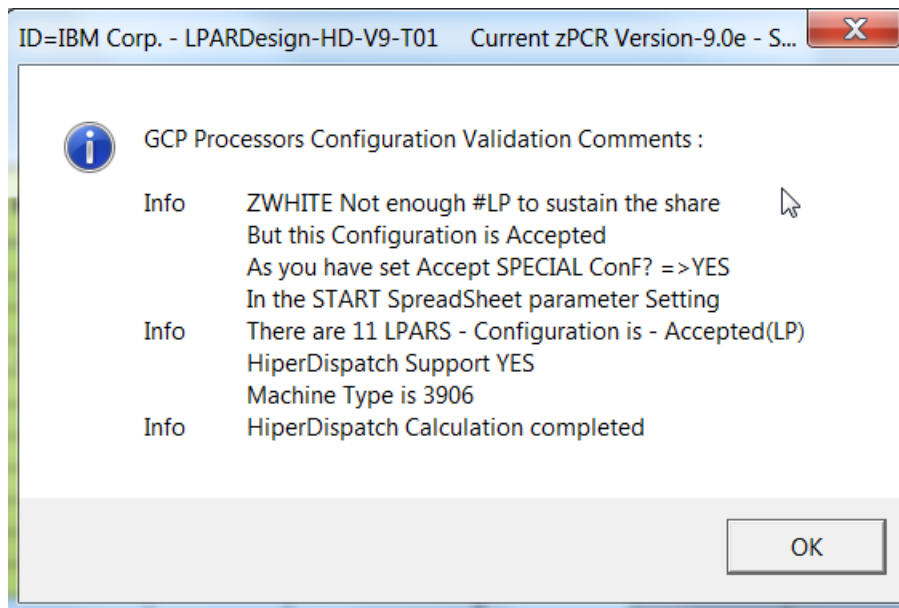 ID=IBM Corp. - LPARDesign-HD-V9-T01 Current zPCR Version-9.0e - S...
GCP Processors Configuration Validation Comments :
Info ZWHITE Not enough #LP to sustain the share
But this Configuration is Accepted
As you have set Accept SPECIAL ConF? =>YES
In the START SpreadSheet parameter Setting
Info There are 11 LPARS - Configuration is - Accepted(LP)
HiperDispatch Support YES
Machine Type is 3906
Info HiperDispatch Calculation completed
OK